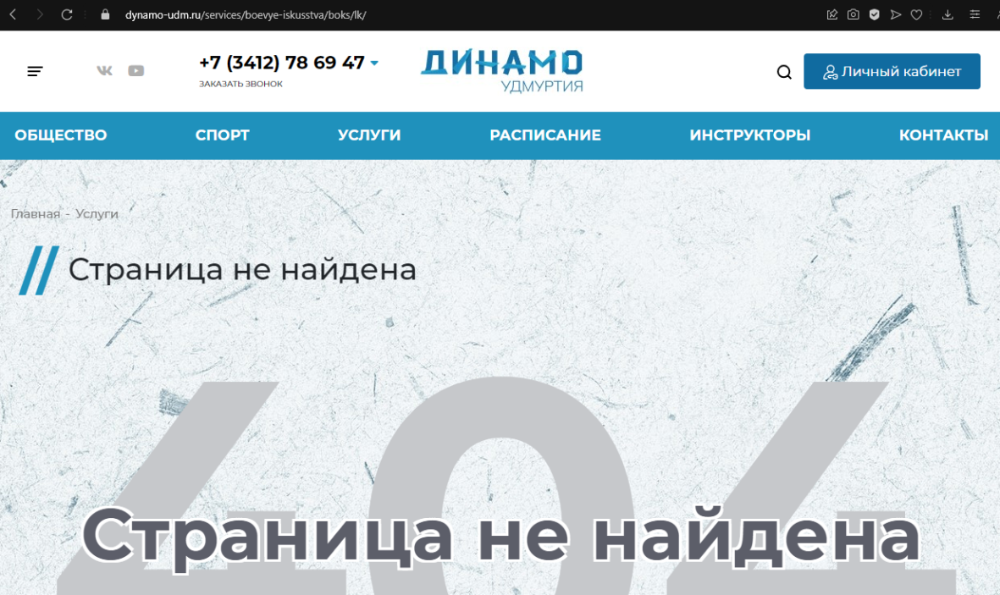 dynamo-udm.ru/services/boevye-iskusstva/boks/lk/
+7 (3412) 78 69 47
ЗАКАЗАТЬ ЗВОНОК
ДИНАМО
УДМУРТИЯ
Личный кабинет
ОБЩЕСТВО СПОРТ УСЛУГИ РАСПИСАНИЕ ИНСТРУКТОРЫ КОНТАКТЫ
Главная - Услуги
// Страница не найдена
404
Страница не найдена